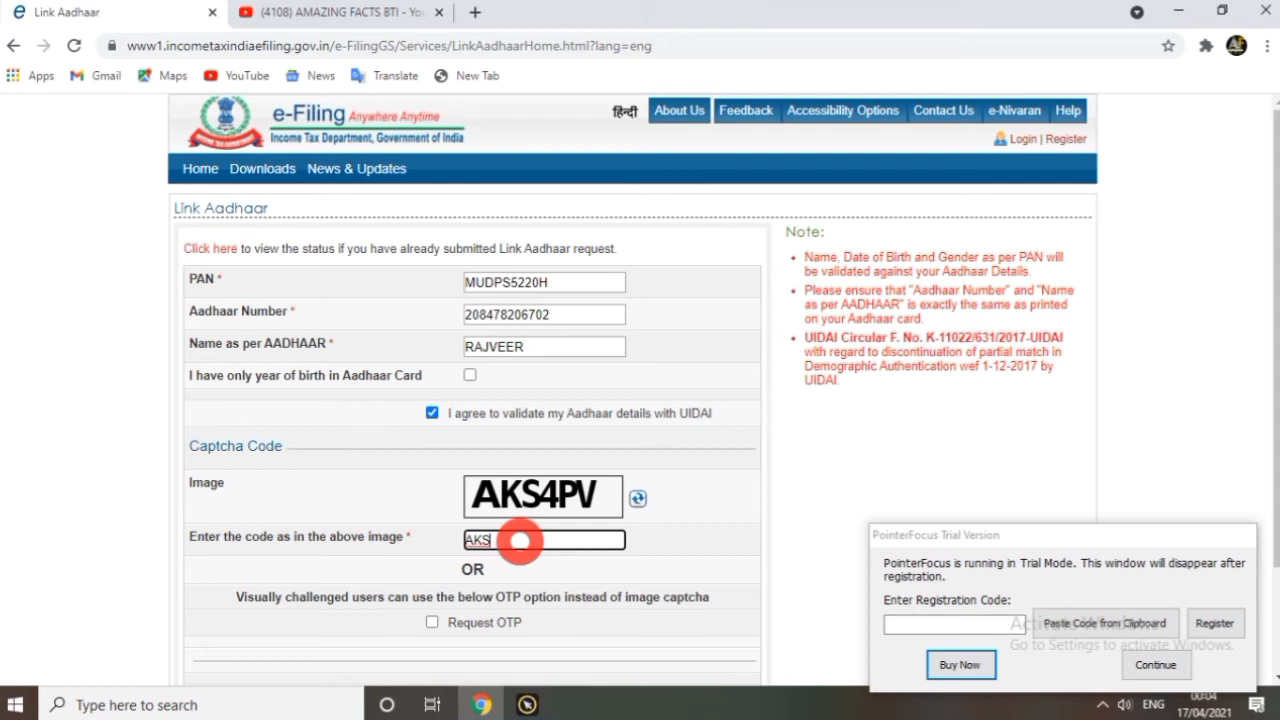 Link Aadhaar
(4108) AMAZING FACTS BTI - You
www1.incometaxindiaefiling.gov.in/e-FilingGS/Services/LinkAadhaarHome.html?lang=eng
Apps Gmail Maps YouTube News Translate New Tab
e-Filing Anywhere Anytime
Income Tax Department, Government of India
हिन्दी About Us Feedback Accessibility Options Contact Us e-Nivaran Help
Login | Register
Home Downloads News & Updates
Link Aadhaar
Click here to view the status if you have already submitted Link Aadhaar request.
PAN * MUDPS5220H
Aadhaar Number * 208478206702
Name as per AADHAAR * RAJVEER
I have only year of birth in Aadhaar Card
I agree to validate my Aadhaar details with UIDAI
Captcha Code
Image AKS4PV
Enter the code as in the above image * AKS
OR
Visually challenged users can use the below OTP option instead of image captcha
Request OTP
Note:
Name, Date of Birth and Gender as per PAN will
be validated against your Aadhaar Details.
Please ensure that "Aadhaar Number" and "Name
as per AADHAAR" is exactly the same as printed
on your Aadhaar card.
UIDAI Circular F. No. K-11022/631/2017-UIDAI
with regard to discontinuation of partial match in
Demographic Authentication wef 1-12-2017 by
UIDAI.
PointerFocus Trial Version
PointerFocus is running in Trial Mode. This window will disappear after
registration.
Enter Registration Code:
Paste Code from Clipboard Register
Activate Windows
Go to Settings to activate Windows.
Buy Now Continue
Type here to search
ENG
00:04
17/04/2021